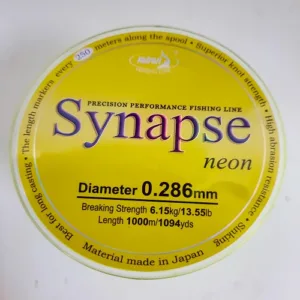 • The length markers every 250 meters along the spool • Superior knot strength • High abrasion resistance • Sinking
PRECISION PERFORMANCE FISHING LINE
Synapse
neon
Diameter 0.286mm
Breaking Strength 6.15kg/13.55lb
Length 1000m/1094yds
Best for long casting •
Material made in Japan